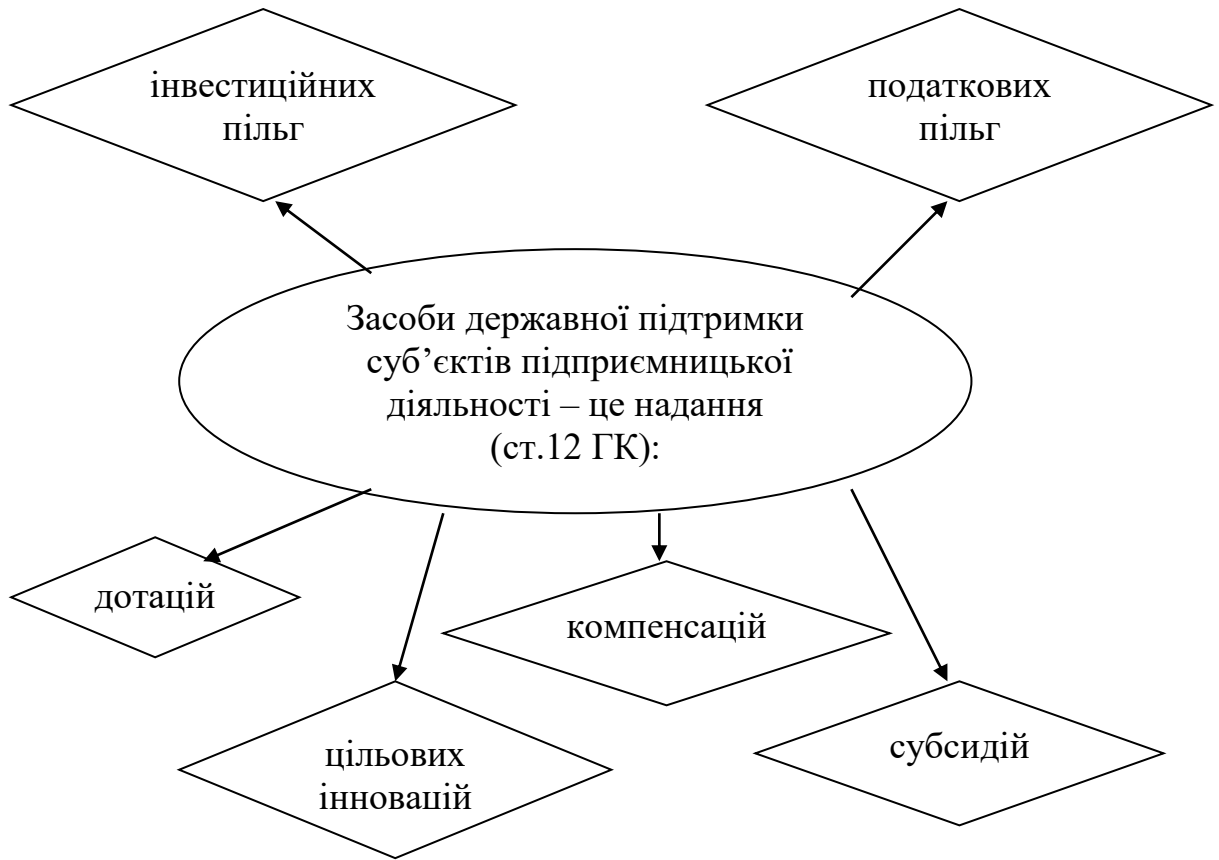 інвестиційних
пільг
податкових
пільг
Засоби державної підтримки
суб’єктів підприємницької
діяльності – це надання
(ст.12 ГК):
дотацій
компенсацій
цільових
інновацій
субсидій